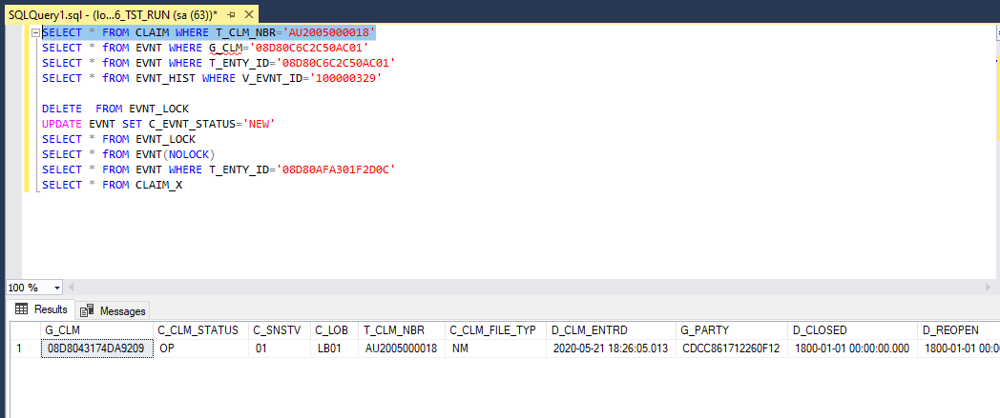 SQLQuery1.sql - (lo...6_TST_RUN (sa (63))*
SELECT * FROM CLAIM WHERE T_CLM_NBR='AU2005000018'
SELECT * fROM EVNT WHERE G_CLM='08D80C6C2C50AC01'
SELECT * fROM EVNT WHERE T_ENTY_ID='08D80C6C2C50AC01'
SELECT * fROM EVNT_HIST WHERE V_EVNT_ID='100000329'
DELETE  FROM EVNT_LOCK
UPDATE EVNT SET C_EVNT_STATUS='NEW'
SELECT * FROM EVNT_LOCK
SELECT * fROM EVNT(NOLOCK)
SELECT * fROM EVNT WHERE T_ENTY_ID='08D80AFA301F2D0C'
SELECT * FROM CLAIM_X
100 %
Results Messages
G_CLM C_CLM_STATUS C_SNSTV C_LOB T_CLM_NBR C_CLM_FILE_TYP D_CLM_ENTRD G_PARTY D_CLOSED D_REOPEN
1 08D8043174DA9209 OP 01 LB01 AU2005000018 NM 2020-05-21 18:26:05.013 CDCC861712260F12 1800-01-01 00:00:00.000 1800-01-01 00:0